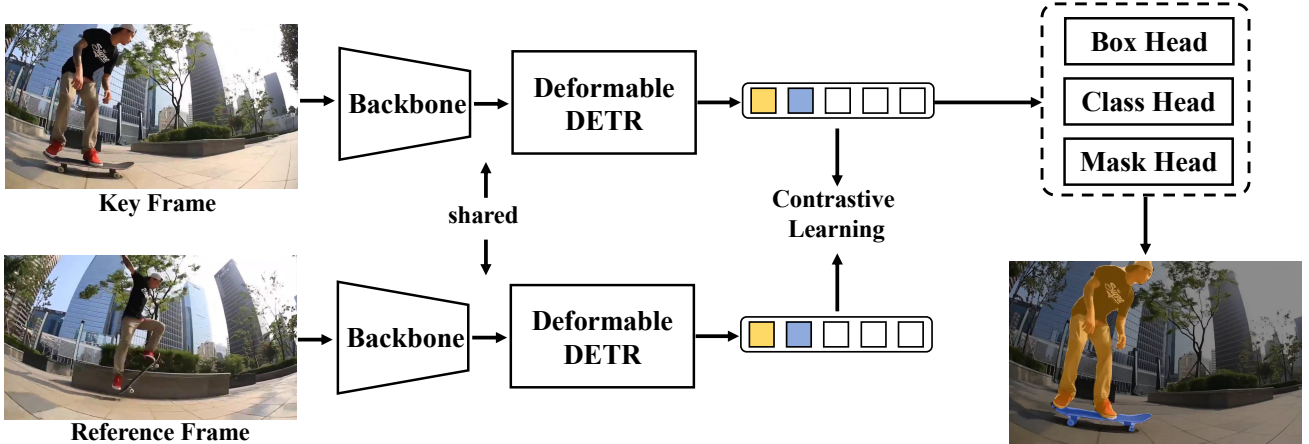 Backbone
Deformable
DETR
Box Head
Class Head
Mask Head
Key Frame
shared
Contrastive
Learning
Backbone
Deformable
DETR
Reference Frame